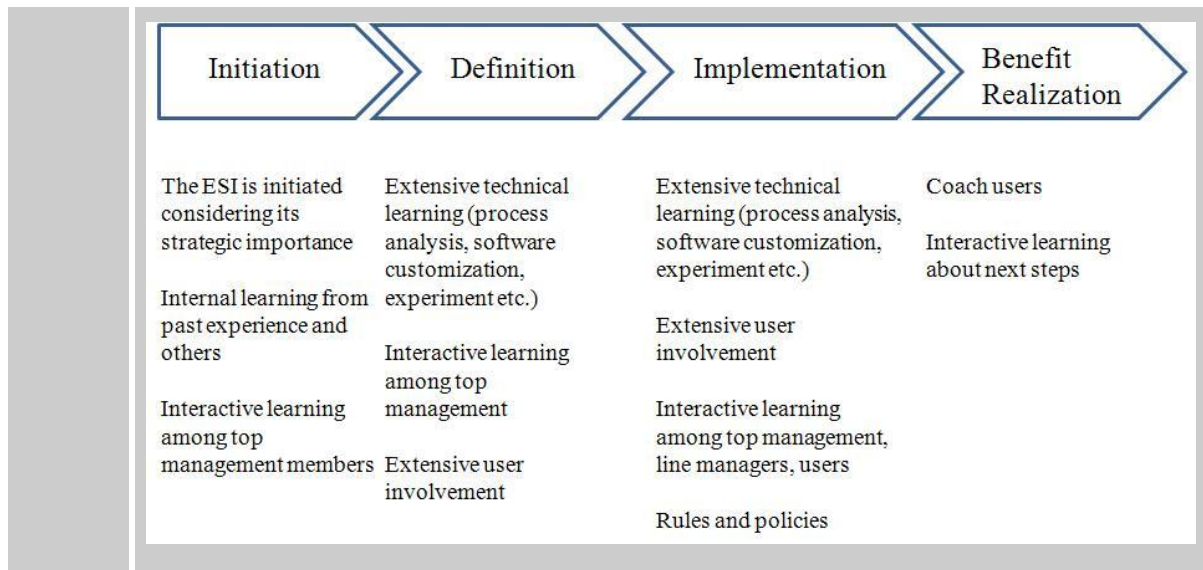 Initiation
Definition
Implementation
Benefit
Realization
The ESI is initiated
considering its
strategic importance
Internal learning from
past experience and
others
Interactive learning
among top
management members
Extensive technical
learning (process
analysis, software
customization,
experiment etc.)
Interactive learning
among top
management
Extensive user
involvement
Extensive technical
learning (process analysis,
software customization,
experiment etc.)
Extensive user
involvement
Interactive learning
among top management,
line managers, users
Rules and policies
Coach users
Interactive learning
about next steps